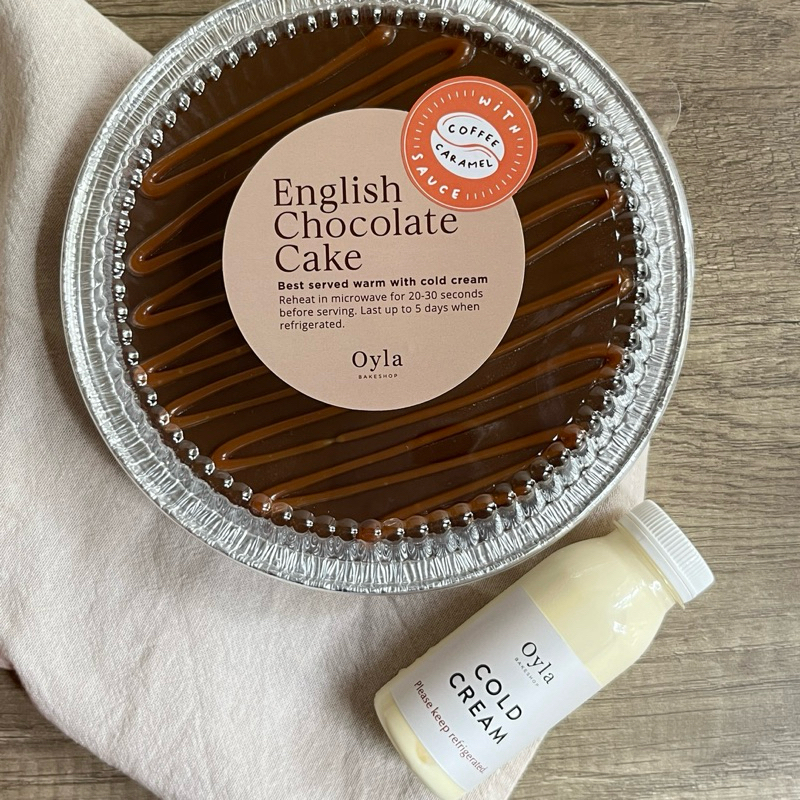 WITH
COFFEE
CARAMEL
SAUCE
English
Chocolate
Cake
Best served warm with cold cream
Reheat in microwave for 20-30 seconds
before serving. Last up to 5 days when
refrigerated.
Oyla
BAKESHOP
Oyla
BAKESHOP
COLD
CREAM
Please keep refrigerated